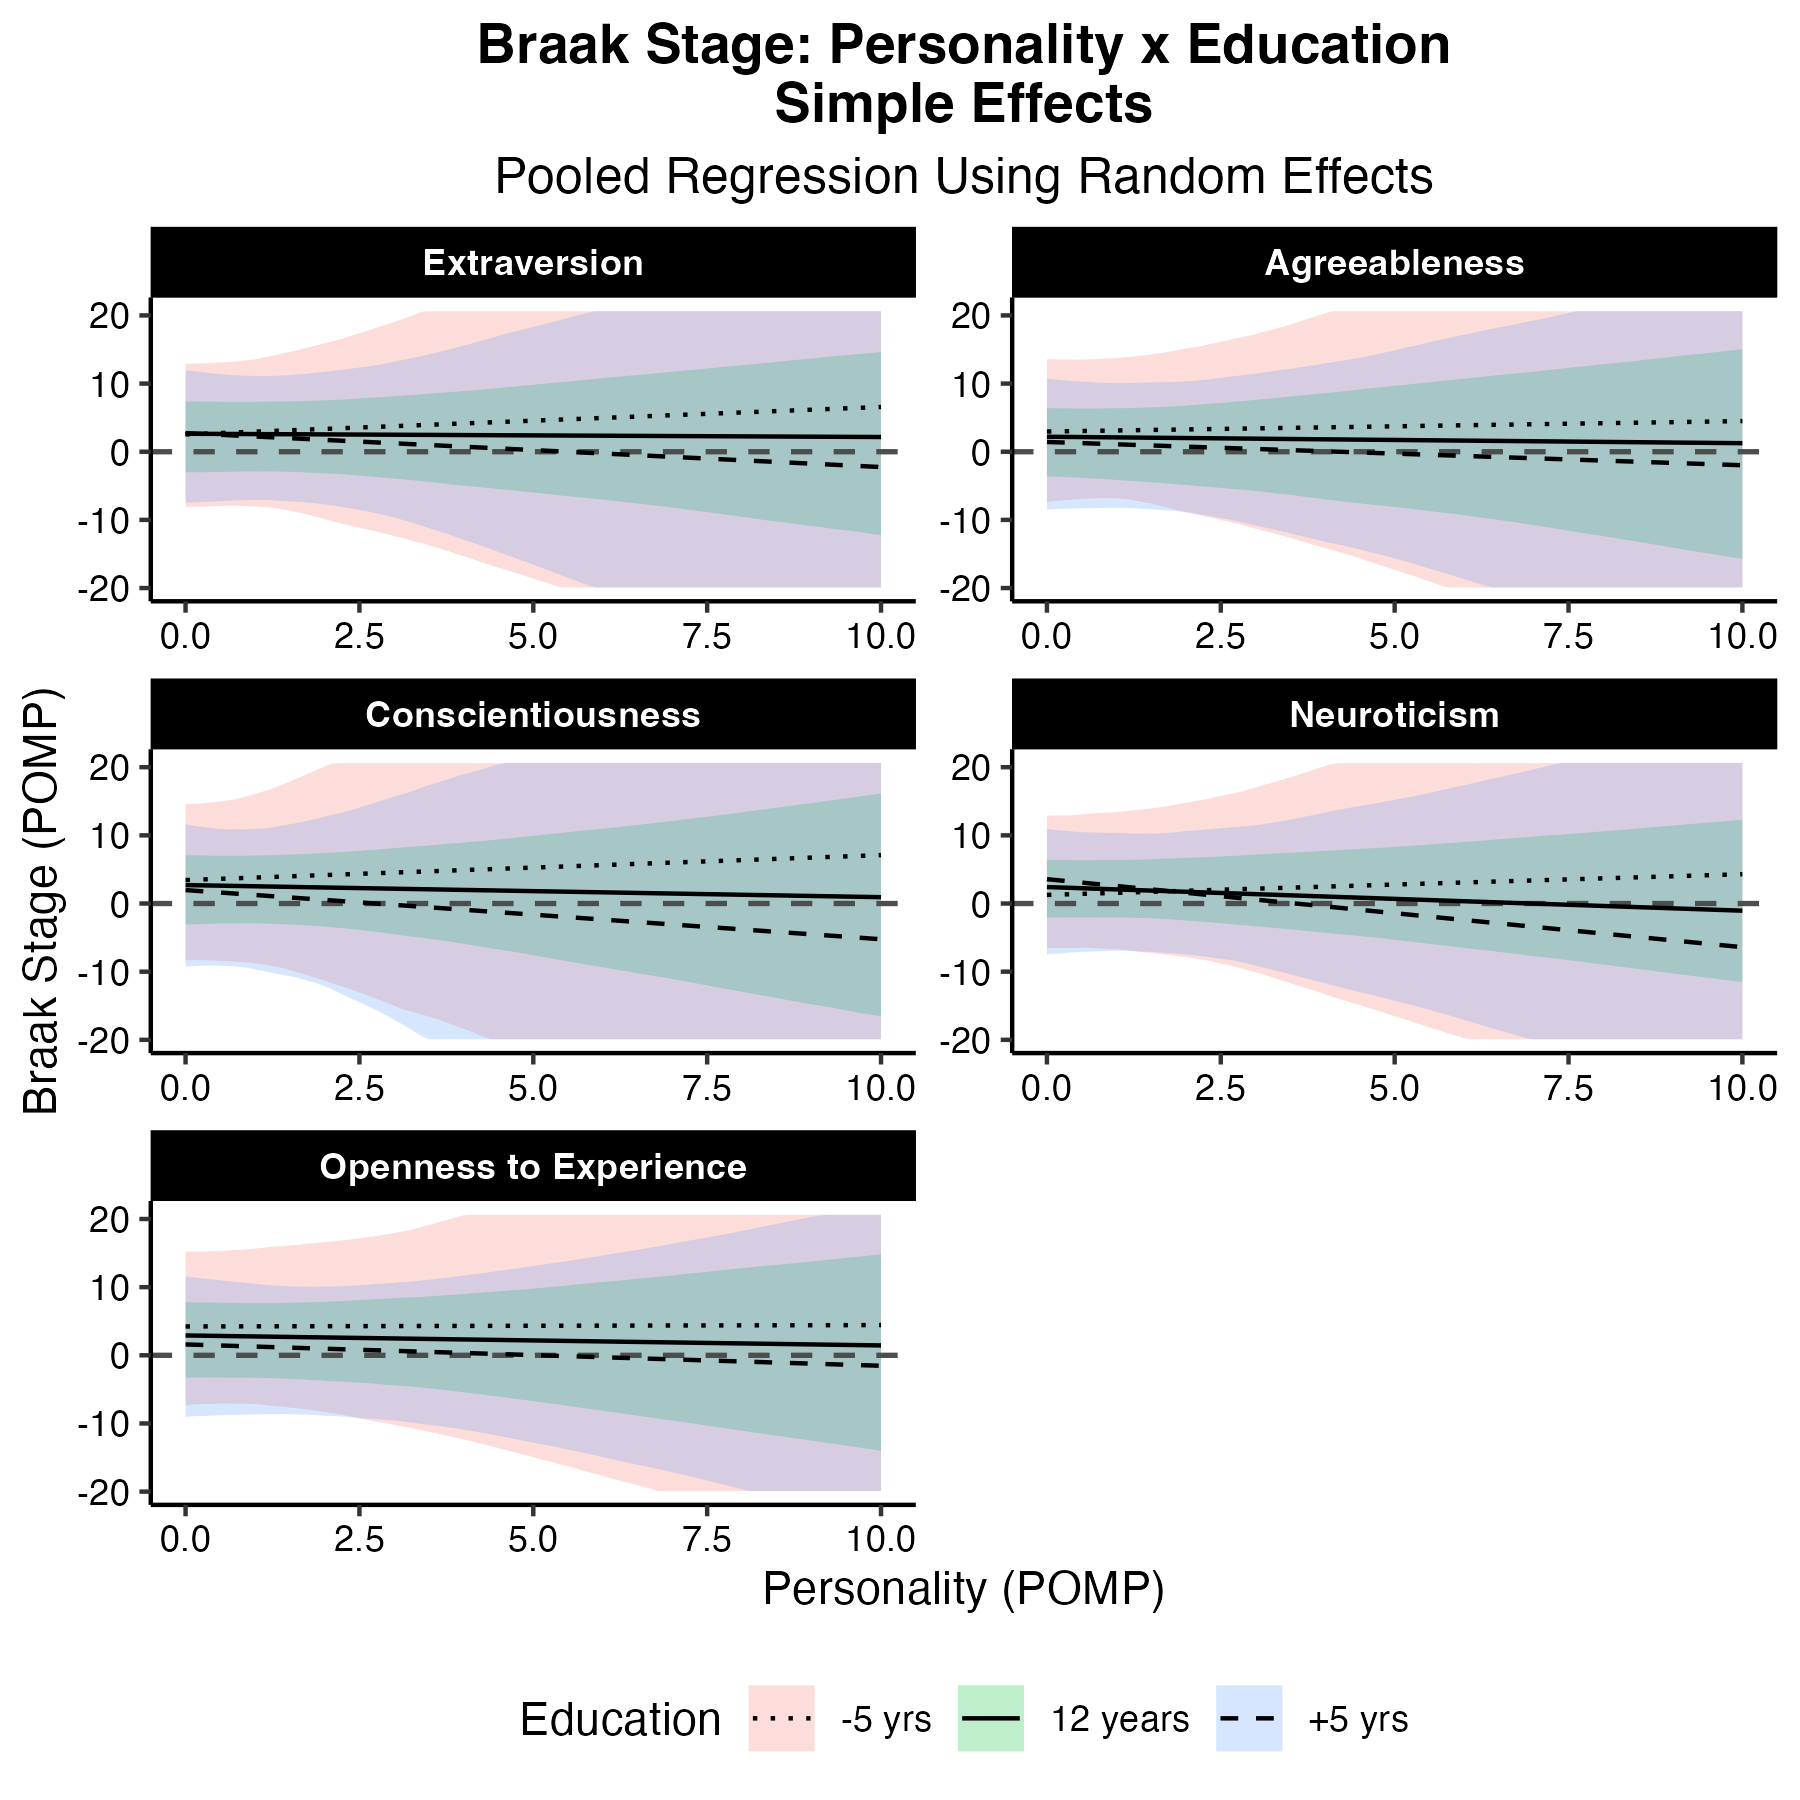 Braak Stage: Personality x Education
Simple Effects
Pooled Regression Using Random Effects
Extraversion
Agreeableness
20
10
0
-10
-20
0.0 2.5 5.0 7.5 10.0
20
10
0
-10
-20
0.0 2.5 5.0 7.5 10.0
Conscientiousness
Neuroticism
20
10
0
-10
-20
0.0 2.5 5.0 7.5 10.0
20
10
0
-10
-20
0.0 2.5 5.0 7.5 10.0
Openness to Experience
20
10
0
-10
-20
0.0 2.5 5.0 7.5 10.0
Braak Stage (POMP)
Personality (POMP)
Education -5 yrs 12 years +5 yrs